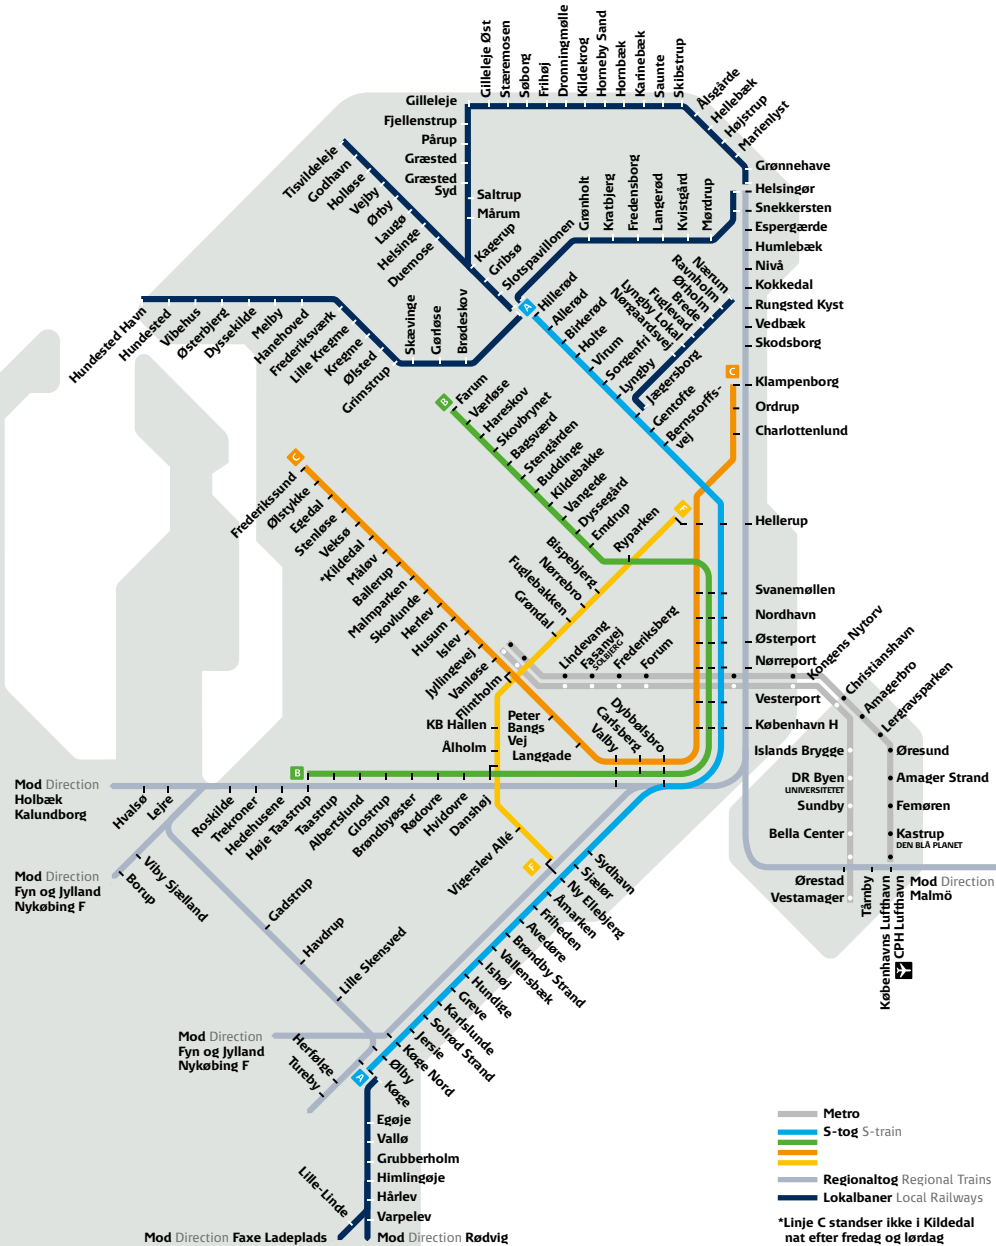 Gilleleje Øst
Stæremosen
Søborg
Frihøj
Dronningmølle
Kildekrog
Horneby Sand
Hornbæk
Karinebæk
Saunte
Skibstrup
Ålsgårde
Hellebæk
Højstrup
Marienlyst
Gilleleje
Fjellenstrup
Pårup
Græsted
Græsted
Syd
Saltrup
Mårum
Kagerup
Gribsø
Slotspavillonen
Tisvildeleje
Godhavn
Holløse
Vejby
Ørby
Laugø
Helsinge
Duemose
Grønholt
Kratbjerg
Fredensborg
Langerød
Kvistgård
Mørdrup
Grønnehave
Helsingør
Snekkersten
Espergærde
Humlebæk
Nivå
Kokkedal
Rungsted Kyst
Vedbæk
Skodsborg
Nærum
Ravnholm
Ørholm
Brede
Fuglevad
Lyngby Lokal
Nørgaardsvej
Hundested Havn
Hundested
Vibehus
Østerbjerg
Dyssekilde
Melby
Hanehoved
Frederiksværk
Lille Kregme
Kregme
Ølsted
Grimstrup
Skævinge
Gørløse
Brødeskov
A
Hillerød
Allerød
Birkerød
Holte
Virum
Sorgenfri
Lyngby
Jægersborg
Gentofte
Bernstorffs-
vej
C
Klampenborg
Ordrup
Charlottenlund
B
Farum
Værløse
Hareskov
Skovbrynet
Bagsværd
Stengården
Buddinge
Kildebakke
Vangede
Dyssegård
Emdrup
C
Frederikssund
Ølstykke
Egedal
Stenløse
Veksø
*Kildedal
Måløv
Ballerup
Malmparken
Skovlunde
Herlev
Husum
Islev
Jyllingevej
Vanløse
Flintholm
F
Ryparken
Bispebjerg
Nørrebro
Fuglebakken
Grøndal
Hellerup
Svanemøllen
Nordhavn
Østerport
Nørreport
Vesterport
København H
Lindevang
Fasanvej
SOLBJERG
Frederiksberg
Forum
Kongens Nytorv
Christianshavn
Amagerbro
Lergravsparken
KB Hallen
Ålholm
Peter
Bangs
Vej
Langgade
Valby
Carlsberg
Dybbølsbro
Islands Brygge
DR Byen
UNIVERSITETET
Sundby
Bella Center
Ørestad
Vestamager
Øresund
Amager Strand
Femøren
Kastrup
DEN BLÅ PLANET
Tårnby
Københavns Lufthavn
CPH Lufthavn
Mod Direction
Malmö
B
Mod Direction
Holbæk
Kalundborg
Hvalsø
Lejre
Roskilde
Trekroner
Hedehusene
Høje Taastrup
Taastrup
Albertslund
Glostrup
Brøndbyøster
Rødovre
Hvidovre
Danshøj
Vigerslev Allé
F
Mod Direction
Fyn og Jylland
Nykøbing F
Borup
Viby Sjælland
Gadstrup
Havdrup
Lille Skensved
Sydhavn
Sjælør
Ny Ellebjerg
Åmarken
Friheden
Avedøre
Brøndby Strand
Vallensbæk
Ishøj
Hundige
Greve
Karlslunde
Solrød Strand
Jersie
Køge Nord
Ølby
Køge
A
Mod Direction
Fyn og Jylland
Nykøbing F
Herfølge
Tureby
Egøje
Vallø
Grubberholm
Himlingøje
Hårlev
Varpelev
Lille-Linde
Mod Direction Faxe Ladeplads
Mod Direction Rødvig
Metro
S-tog S-train
Regionaltog Regional Trains
Lokalbaner Local Railways
*Linje C standser ikke i Kildedal
nat efter fredag og lørdag